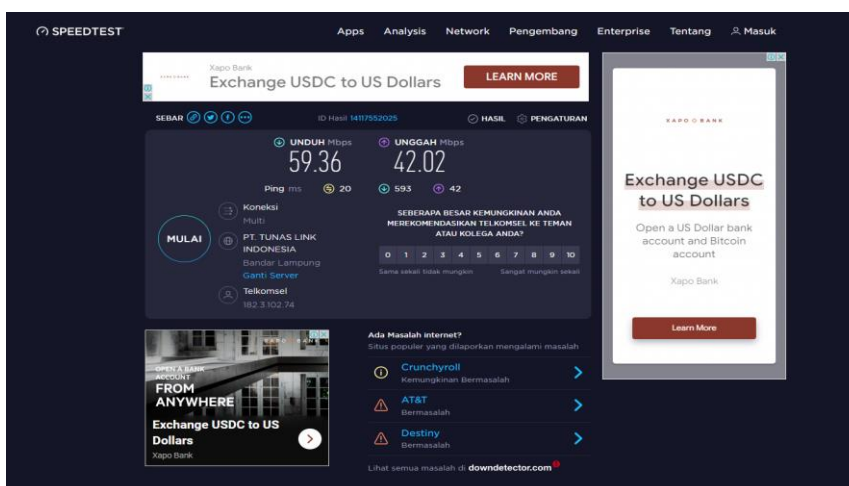 SPEEDTEST
Apps Analysis Network Pengembang Enterprise Tentang Masuk
Xapo Bank
Exchange USDC to US Dollars
LEARN MORE
SEBAR
ID Hasil 14117552025
HASIL
PENGATURAN
UNDUH Mbps
59.36
UNGGAH Mbps
42.02
Ping ms 20 593 42
MULAI
Koneksi
Multi
PT. TUNAS LINK
INDONESIA
Bandar Lampung
Ganti Server
Telkomsel
182.3.102.74
SEBERAPA BESAR KEMUNGKINAN ANDA
MEREKOMENDASIKAN TELKOMSEL KE TEMAN
ATAU KOLEGA ANDA?
0 1 2 3 4 5 6 7 8 9 10
Sama sekali tidak mungkin Sangat mungkin sekali
XAPO BANK
Exchange USDC
to US Dollars
Open a US Dollar bank
account and Bitcoin
account
Xapo Bank
Learn More
XAPO BANK
OPEN A BANK
ACCOUNT
FROM
ANYWHERE
Exchange USDC to US
Dollars
Xapo Bank
Ada Masalah internet?
Situs populer yang dilaporkan mengalami masalah
Crunchyroll
Kemungkinan Bermasalah
AT&T
Bermasalah
Destiny
Bermasalah
Lihat semua masalah di downdetector.com